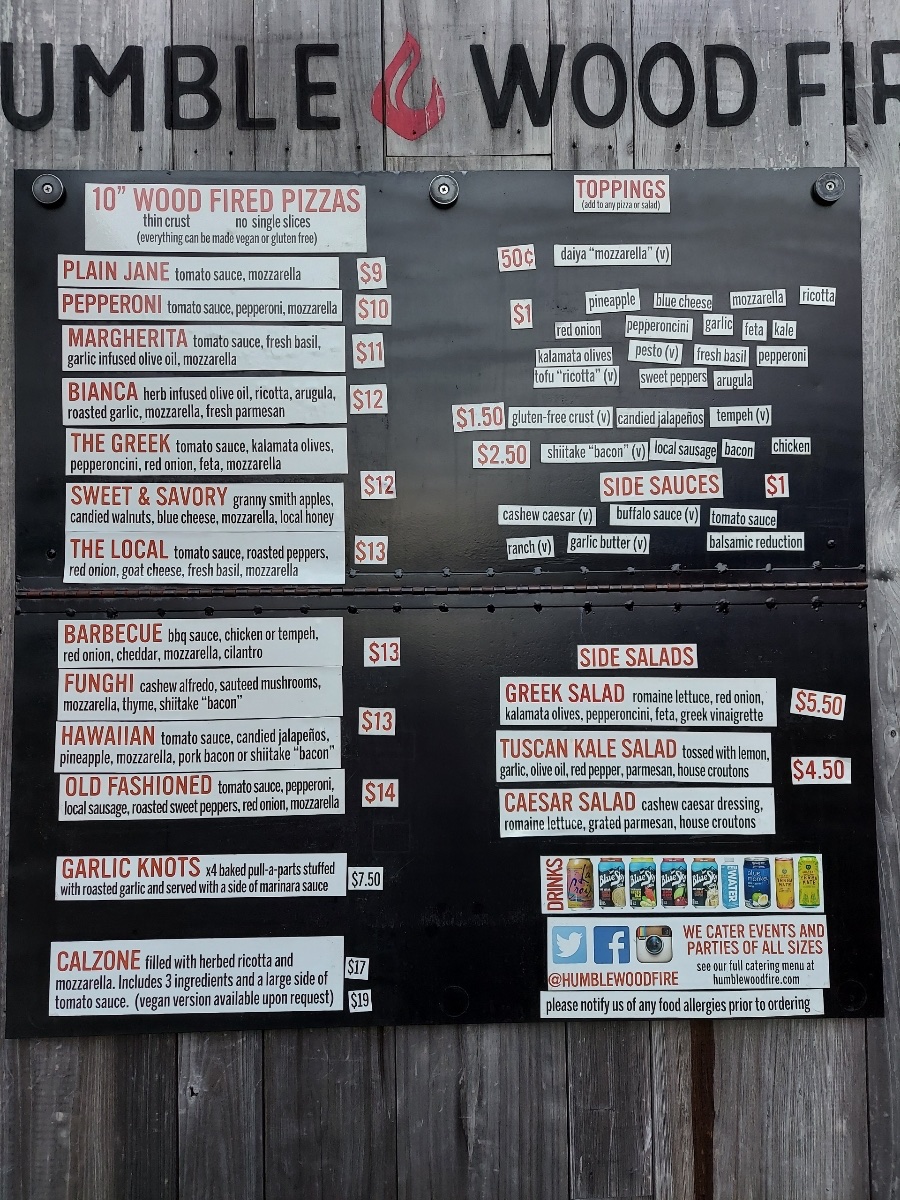 UMBLE WOOD FIR
10" WOOD FIRED PIZZAS
thin crust no single slices
(everything can be made vegan or gluten free)
PLAIN JANE tomato sauce, mozzarella $9
PEPPERONI tomato sauce, pepperoni, mozzarella $10
MARGHERITA tomato sauce, fresh basil,
garlic infused olive oil, mozzarella $11
BIANCA herb infused olive oil, ricotta, arugula,
roasted garlic, mozzarella, fresh parmesan $12
THE GREEK tomato sauce, kalamata olives,
pepperoncini, red onion, feta, mozzarella
$12
SWEET & SAVORY granny smith apples,
candied walnuts, blue cheese, mozzarella, local honey
THE LOCAL tomato sauce, roasted peppers,
red onion, goat cheese, fresh basil, mozzarella $13
TOPPINGS
(add to any pizza or salad)
50¢ daiya "mozzarella" (v)
$1 pineapple blue cheese mozzarella ricotta
red onion pepperoncini garlic feta kale
kalamata olives pesto (v) fresh basil pepperoni
tofu "ricotta" (v) sweet peppers arugula
$1.50 gluten-free crust (v) candied jalapeños tempeh (v)
$2.50 shiitake "bacon" (v) local sausage bacon chicken
SIDE SAUCES $1
cashew caesar (v) buffalo sauce (v) tomato sauce
ranch (v) garlic butter (v) balsamic reduction
BARBECUE bbq sauce, chicken or tempeh,
red onion, cheddar, mozzarella, cilantro $13
FUNGHI cashew alfredo, sauteed mushrooms,
mozzarella, thyme, shiitake "bacon"
$13
HAWAIIAN tomato sauce, candied jalapeños,
pineapple, mozzarella, pork bacon or shiitake "bacon"
OLD FASHIONED tomato sauce, pepperoni,
local sausage, roasted sweet peppers, red onion, mozzarella $14
GARLIC KNOTS x4 baked pull-a-parts stuffed
with roasted garlic and served with a side of marinara sauce $7.50
CALZONE filled with herbed ricotta and
mozzarella. Includes 3 ingredients and a large side of $17
tomato sauce. (vegan version available upon request) $19
SIDE SALADS
GREEK SALAD romaine lettuce, red onion,
kalamata olives, pepperoncini, feta, greek vinaigrette $5.50
TUSCAN KALE SALAD tossed with lemon,
garlic, olive oil, red pepper, parmesan, house croutons
$4.50
CAESAR SALAD cashew caesar dressing,
romaine lettuce, grated parmesan, house croutons
DRINKS
La Croix Blue Sky Blue Sky Blue Sky Blue Sky WATER
WE CATER EVENTS AND
PARTIES OF ALL SIZES
see our full catering menu at
@HUMBLEWOODFIRE humblewoodfire.com
please notify us of any food allergies prior to ordering